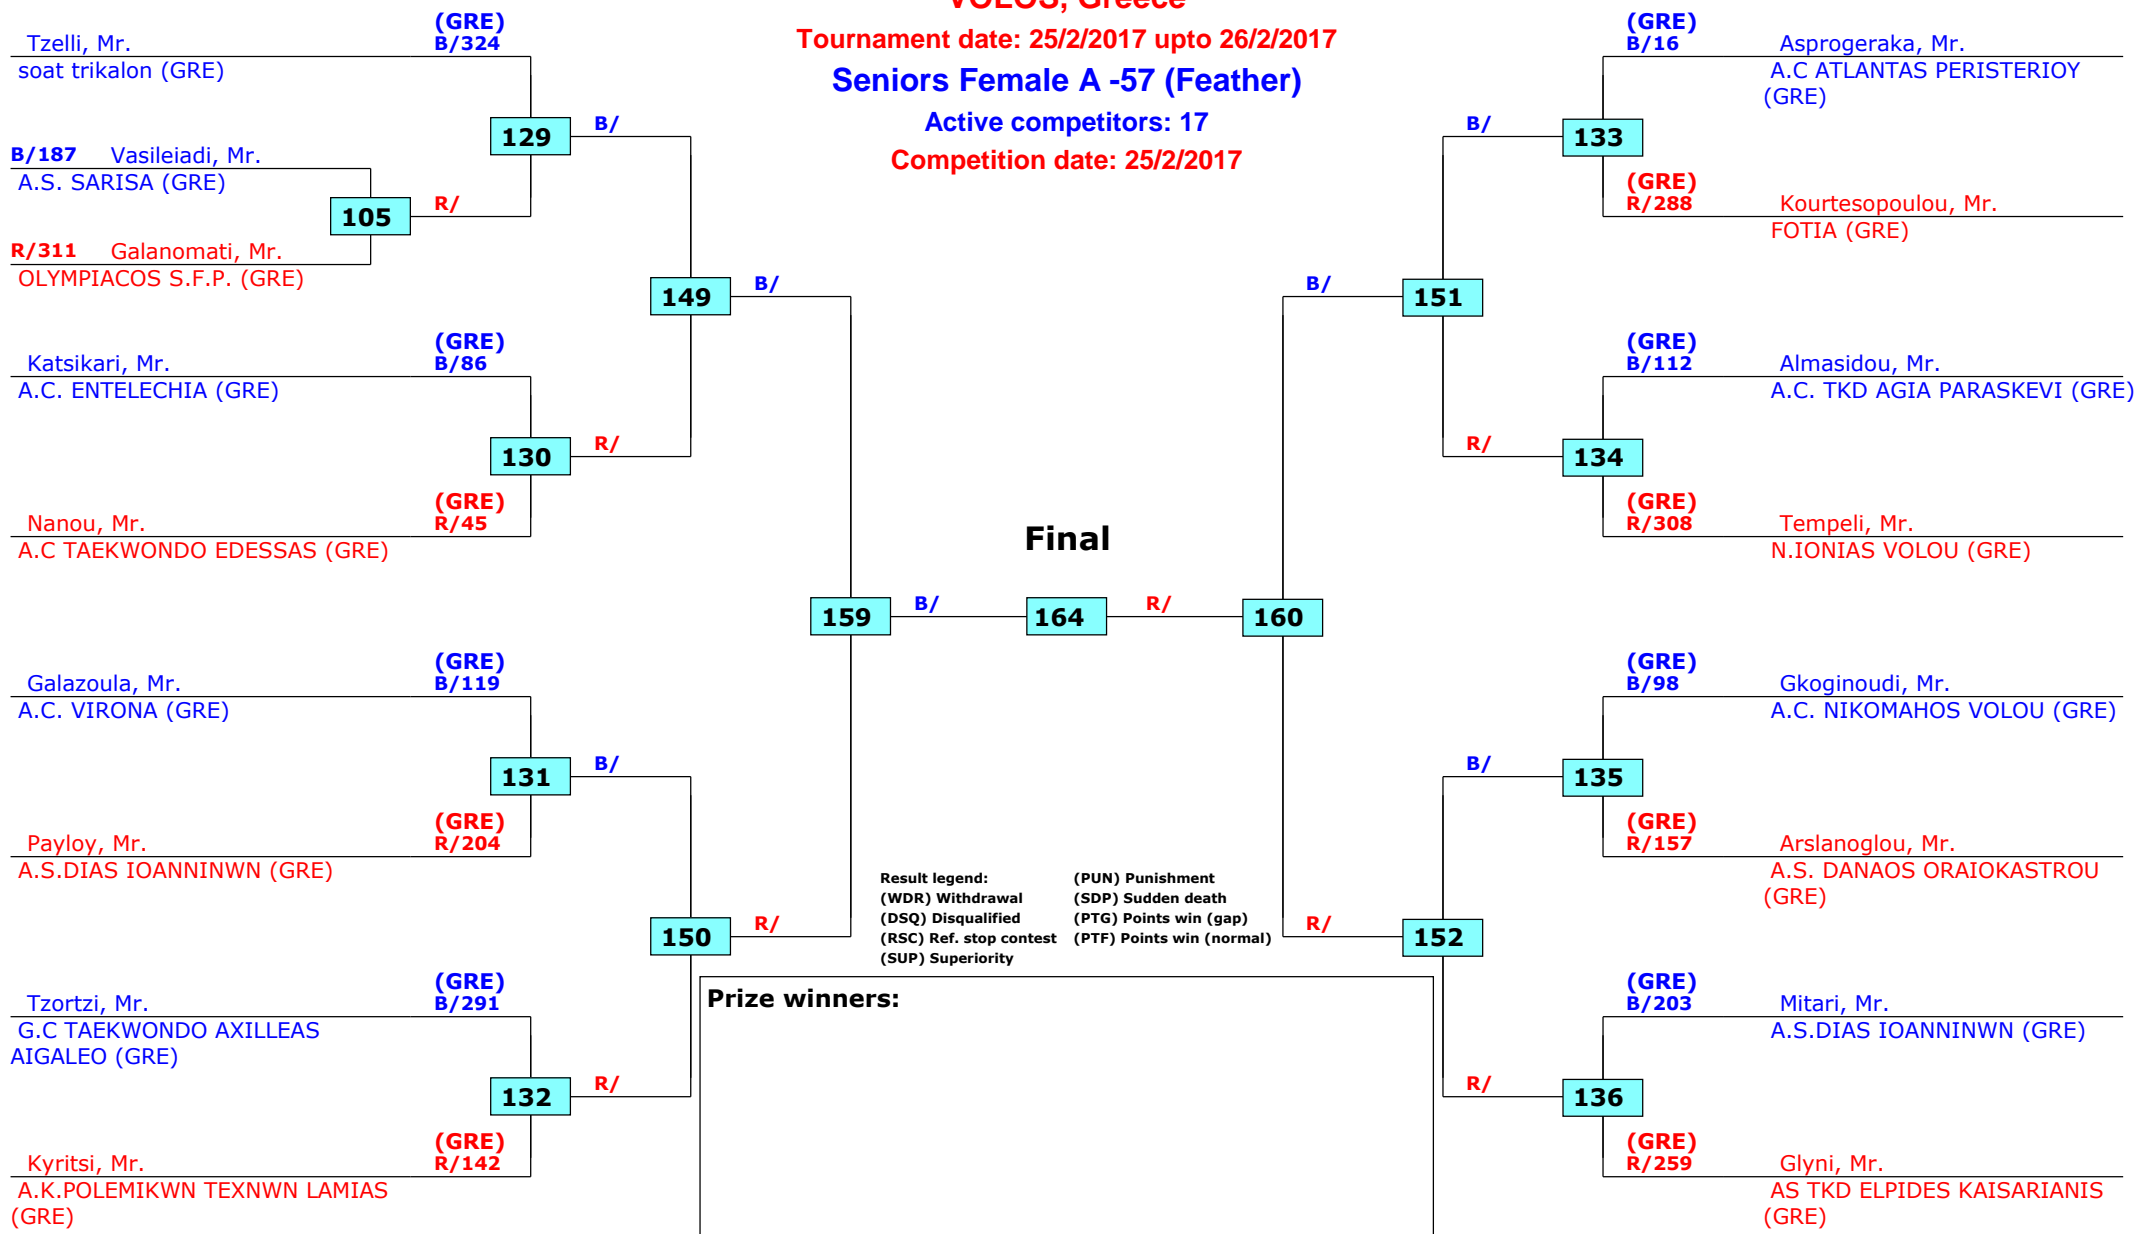 VOLOS, Greece
Tournament date: 25/2/2017 upto 26/2/2017
Seniors Female A -57 (Feather)
Active competitors: 17
Competition date: 25/2/2017
(GRE)
Tzelli, Mr. B/324
soat trikalon (GRE)
129
B/
B/187 Vasileiadi, Mr.
A.S. SARISA (GRE)
105
R/
R/311 Galanomati, Mr.
OLYMPIACOS S.F.P. (GRE)
149
B/
(GRE)
Katsikari, Mr. B/86
A.C. ENTELECHIA (GRE)
130
R/
(GRE)
Nanou, Mr. R/45
A.C TAEKWONDO EDESSAS (GRE)
159
B/
(GRE)
Galazoula, Mr. B/119
A.C. VIRONA (GRE)
131
B/
(GRE)
Payloy, Mr. R/204
A.S.DIAS IOANNINWN (GRE)
150
R/
(GRE)
Tzortzi, Mr. B/291
G.C TAEKWONDO AXILLEAS
AIGALEO (GRE)
132
R/
(GRE)
Kyritsi, Mr. R/142
A.K.POLEMIKWN TEXNWN LAMIAS
(GRE)
Final
164
R/
160
(GRE)
B/16 Asprogeraka, Mr.
A.C ATLANTAS PERISTERIOY
(GRE)
B/
133
(GRE)
R/288 Kourtesopoulou, Mr.
FOTIA (GRE)
B/
151
(GRE)
B/112 Almasidou, Mr.
A.C. TKD AGIA PARASKEVI (GRE)
R/
134
(GRE)
R/308 Tempeli, Mr.
N.IONIAS VOLOU (GRE)
(GRE)
B/98 Gkoginoudi, Mr.
A.C. NIKOMAHOS VOLOU (GRE)
B/
135
(GRE)
R/157 Arslanoglou, Mr.
A.S. DANAOS ORAIOKASTROU
(GRE)
R/
152
(GRE)
B/203 Mitari, Mr.
A.S.DIAS IOANNINWN (GRE)
R/
136
(GRE)
R/259 Glyni, Mr.
AS TKD ELPIDES KAISARIANIS
(GRE)
Result legend: (PUN) Punishment
(WDR) Withdrawal (SDP) Sudden death
(DSQ) Disqualified (PTG) Points win (gap)
(RSC) Ref. stop contest (PTF) Points win (normal)
(SUP) Superiority
Prize winners: